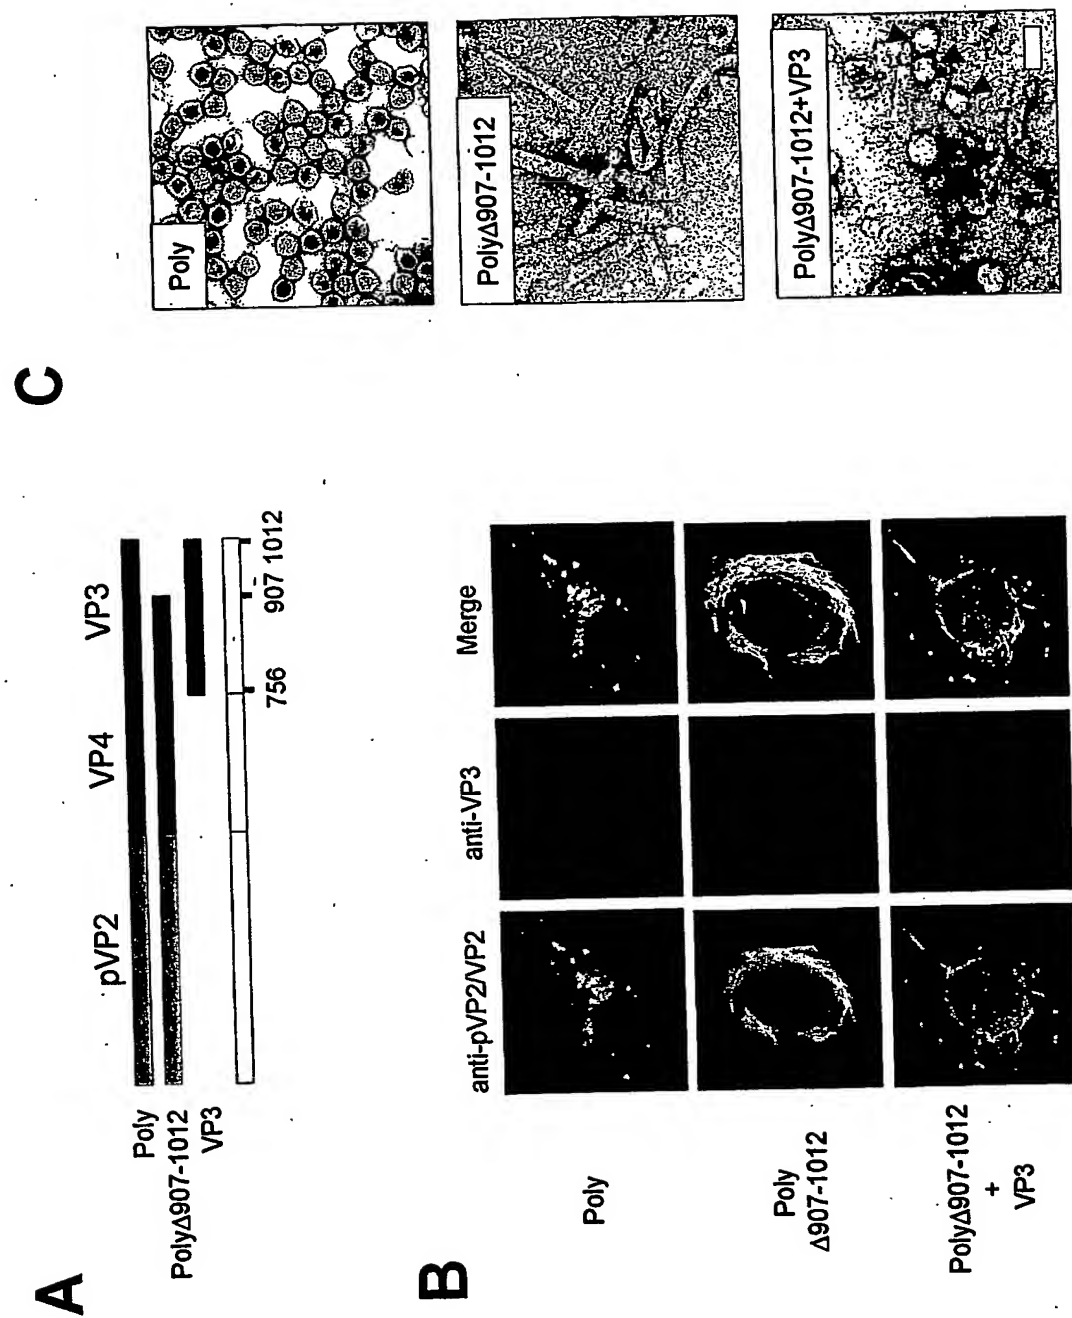 A
pVP2 VP4 VP3
Poly
PolyΔ907-1012
VP3
756 907 1012
B
anti-pVP2/VP2 anti-VP3 Merge
Poly
Poly
Δ907-1012
PolyΔ907-1012
+
VP3
C
Poly
PolyΔ907-1012
PolyΔ907-1012+VP3